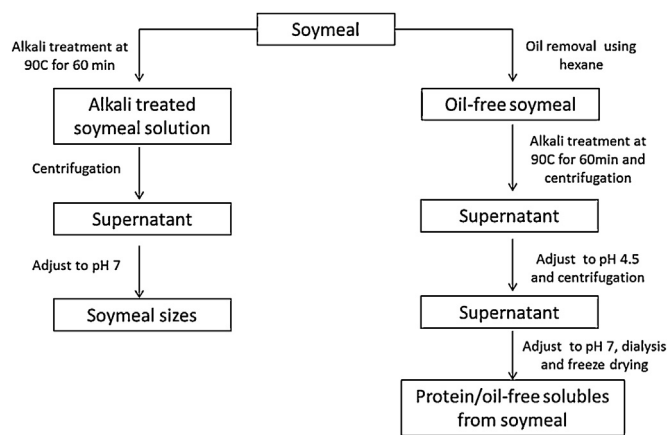 Soymeal
Alkali treatment at
90C for 60 min
Oil removal using
hexane
Alkali treated
soymeal solution
Oil-free soymeal
Centrifugation
Alkali treatment at
90C for 60min and
centrifugation
Supernatant
Supernatant
Adjust to pH 7
Adjust to pH 4.5
and centrifugation
Soymeal sizes
Supernatant
Adjust to pH 7, dialysis
and freeze drying
Protein/oil-free solubles
from soymeal